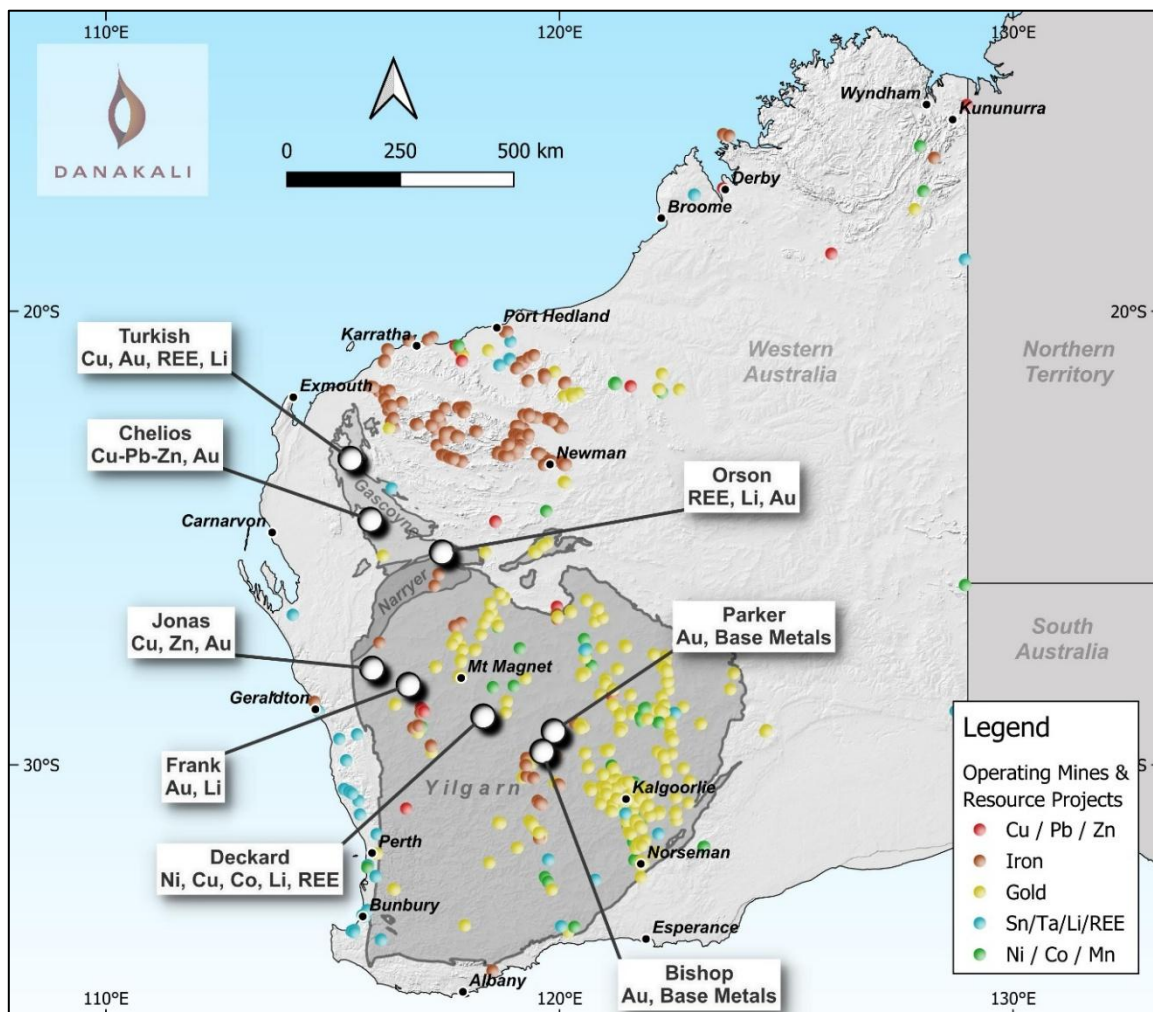 110°E
120°E
130°E
DANAKALI
0
250
500 km
Wyndham
Kununurra
Derby
Broome
20°S
20°S
Port Hedland
Karratha
Turkish
Cu, Au, REE, Li
Western
Australia
Northern
Territory
Exmouth
Chelios
Cu-Pb-Zn, Au
Newman
Orson
REE, Li, Au
Gascoyne
Carnarvon
Narryer
Jonas
Cu, Zn, Au
Parker
Au, Base Metals
South
Australia
Mt Magnet
Geraldton
Legend
Operating Mines &
Resource Projects
Cu / Pb / Zn
Iron
Gold
Sn/Ta/Li/REE
Ni / Co / Mn
Frank
Au, Li
30°S
Yilgarn
Kalgoorlie
Perth
Deckard
Ni, Cu, Co, Li, REE
Norseman
Bunbury
Esperance
Bishop
Au, Base Metals
Albany
110°E
120°E
130°E